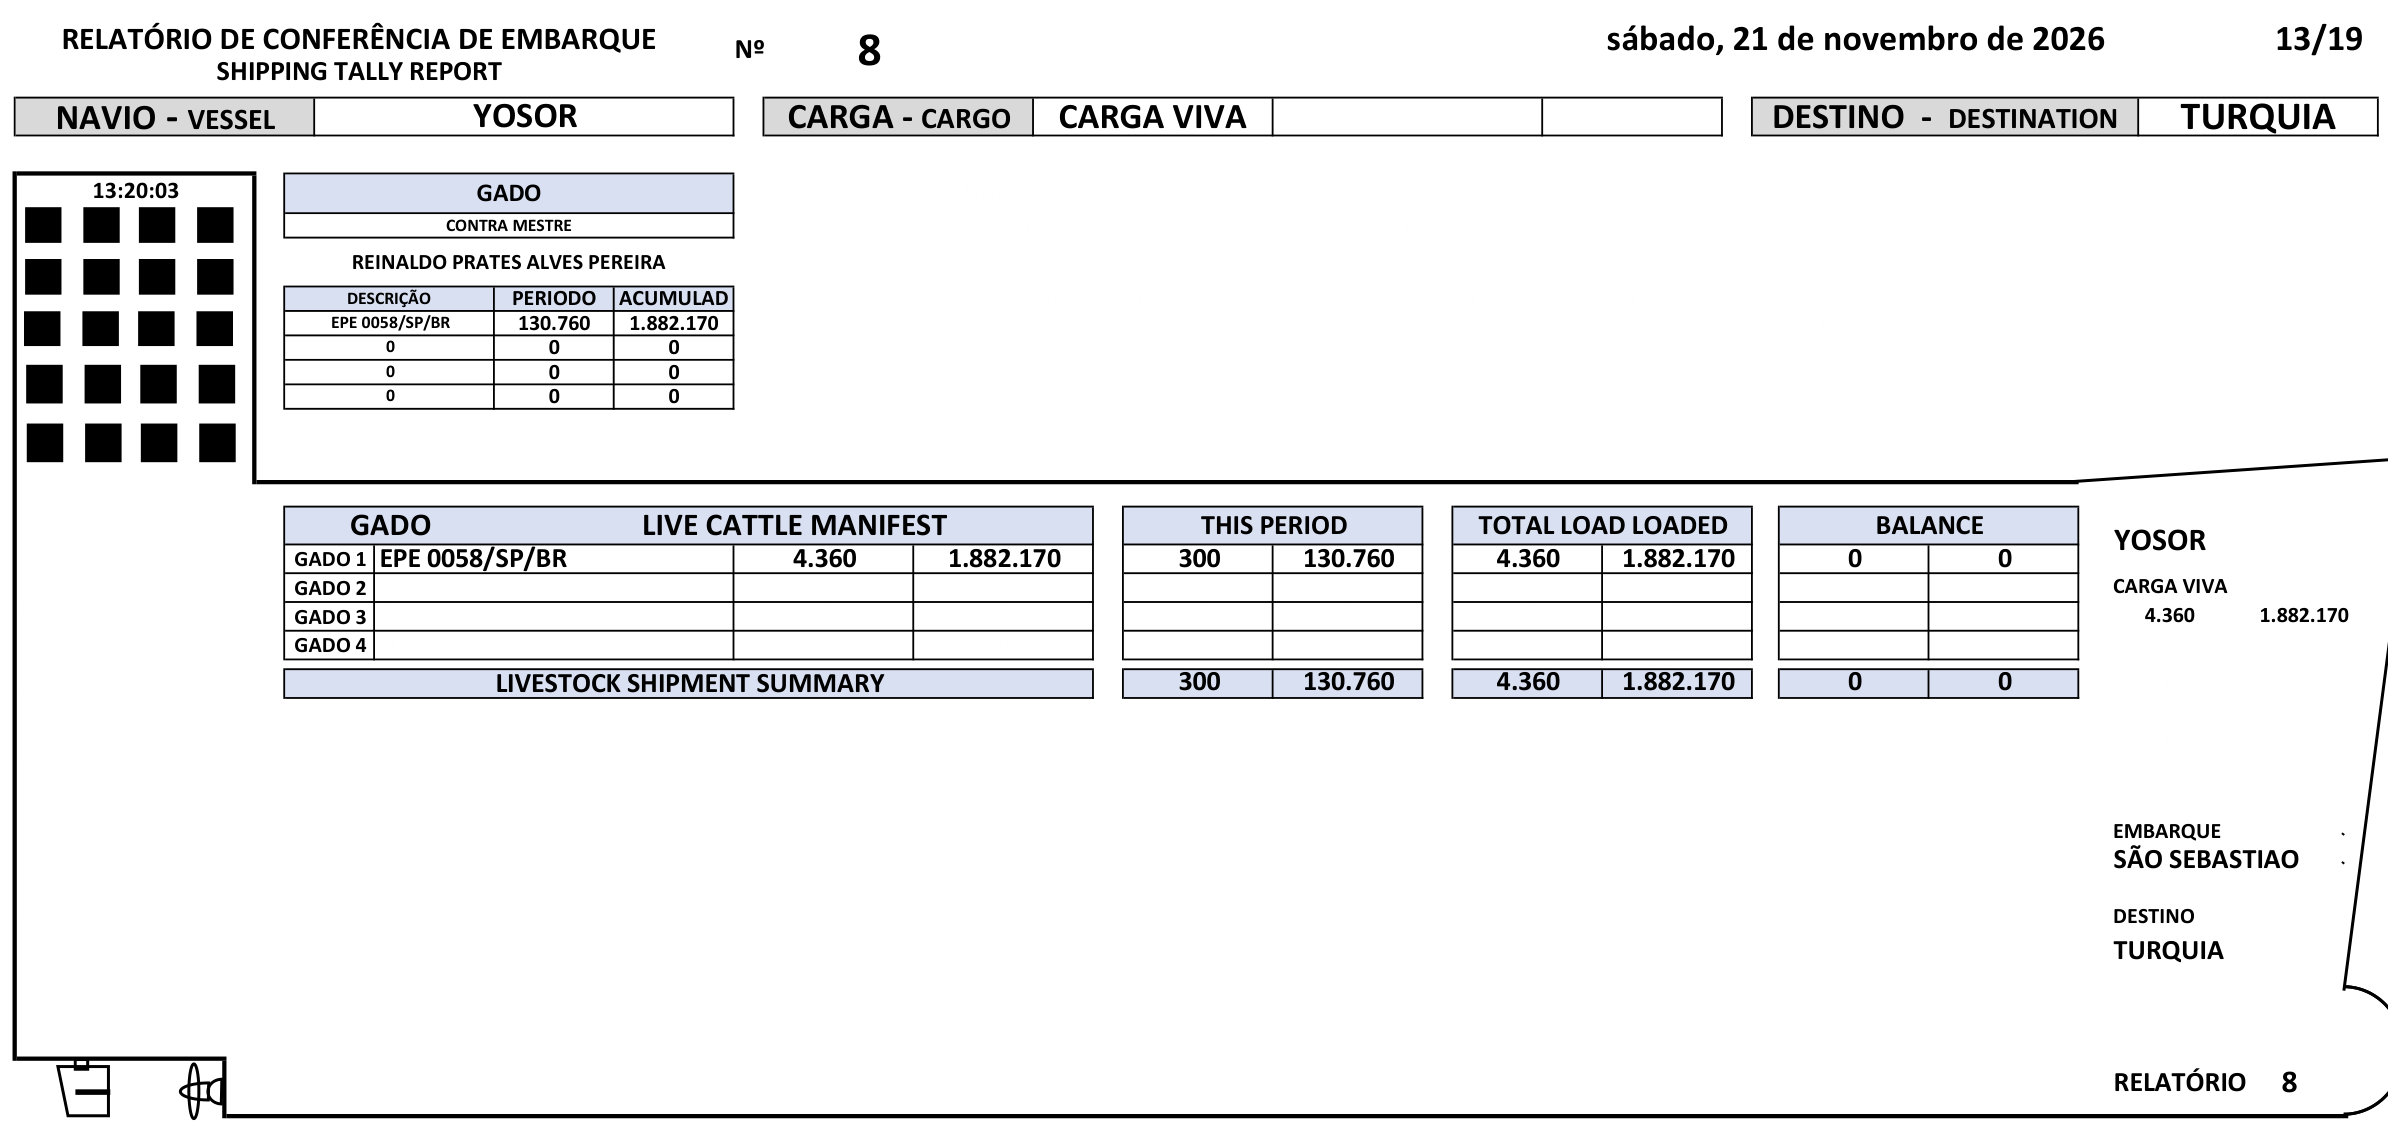 RELATÓRIO DE CONFERÊNCIA DE EMBARQUE
SHIPPING TALLY REPORT
Nº 8
sábado, 21 de novembro de 2026 13/19
NAVIO - VESSEL YOSOR
CARGA - CARGO CARGA VIVA
DESTINO - DESTINATION TURQUIA
13:20:03
GADO
CONTRA MESTRE
REINALDO PRATES ALVES PEREIRA
DESCRIÇÃO PERIODO ACUMULAD
EPE 0058/SP/BR 130.760 1.882.170
0 0 0
0 0 0
0 0 0
GADO LIVE CATTLE MANIFEST THIS PERIOD TOTAL LOAD LOADED BALANCE
GADO 1 EPE 0058/SP/BR 4.360 1.882.170 300 130.760 4.360 1.882.170 0 0
GADO 2
GADO 3
GADO 4
LIVESTOCK SHIPMENT SUMMARY 300 130.760 4.360 1.882.170 0 0
YOSOR
CARGA VIVA
4.360 1.882.170
EMBARQUE
SÃO SEBASTIAO
DESTINO
TURQUIA
RELATÓRIO 8